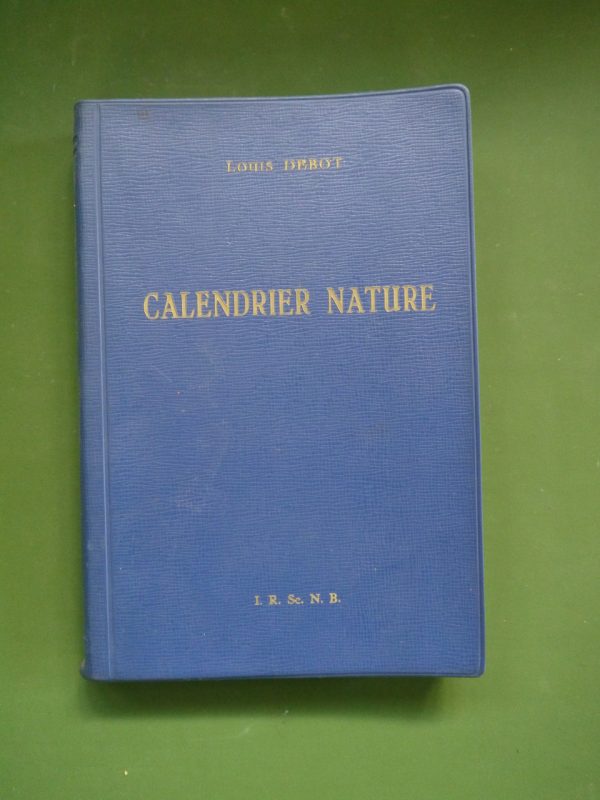 Louis DEBOT
CALENDRIER NATURE
I. R. Sc. N. B.